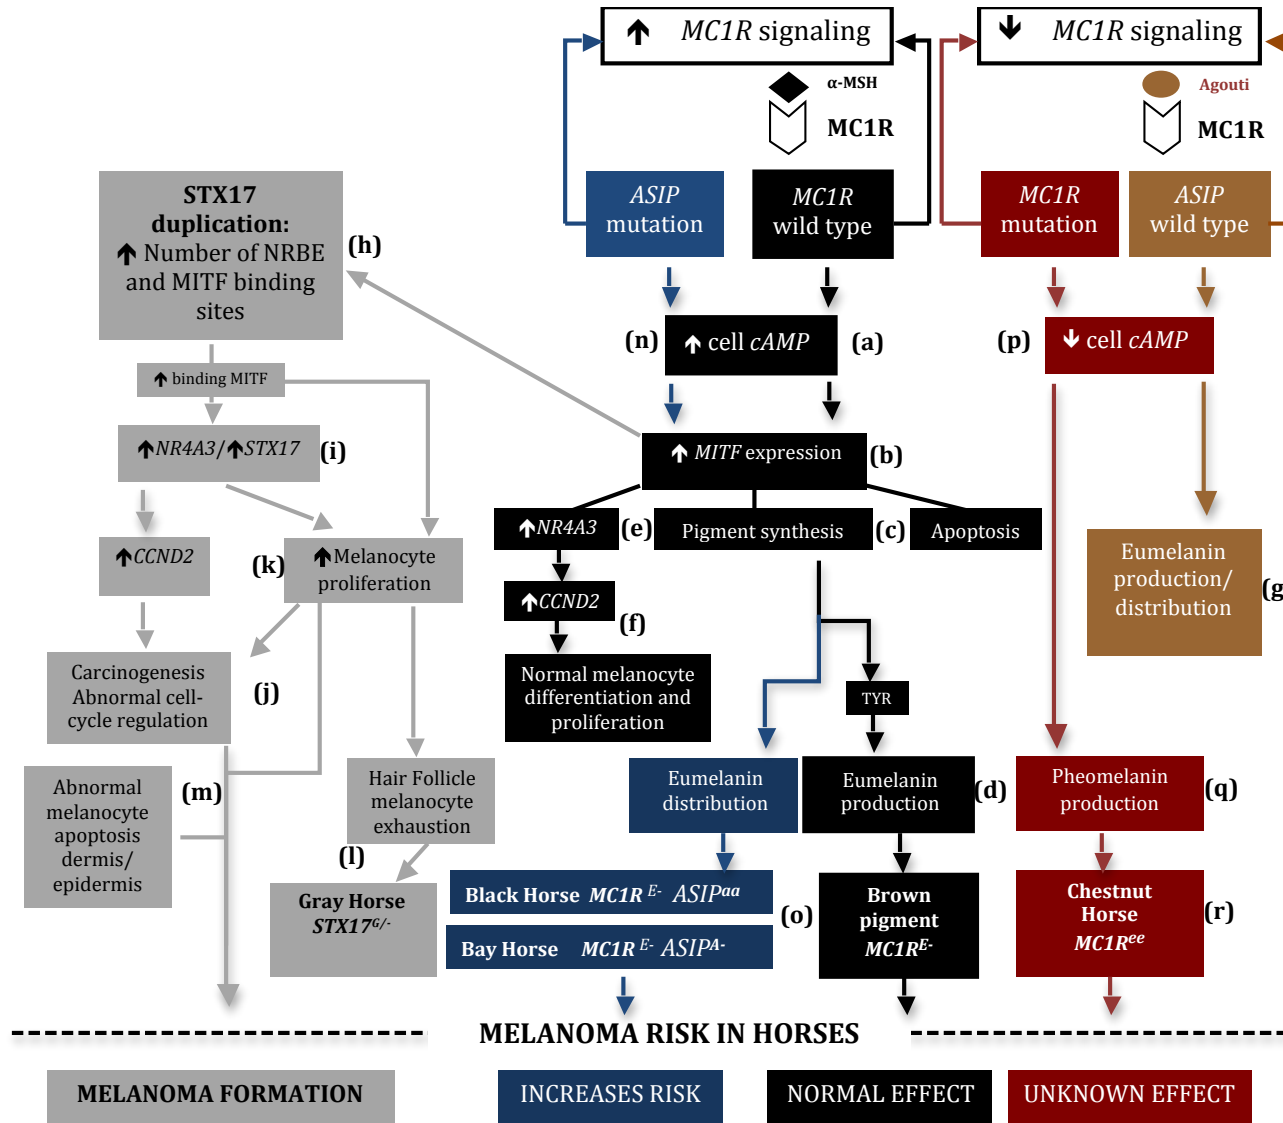 ↑ MC1R signaling
↓ MC1R signaling
α-MSH
MC1R
Agouti
MC1R
STX17
duplication:
↑ Number of NRBE
and MITF binding
sites
(h)
ASIP
mutation
MC1R
wild type
MC1R
mutation
ASIP
wild type
(n)
↑ cell cAMP
(a)
(p)
↓ cell cAMP
↑ binding MITF
↑NR4A3/↑STX17
(i)
↑ MITF expression
(b)
↑NR4A3
(e)
Pigment synthesis
(c)
Apoptosis
↑CCND2
(k)
↑Melanocyte
proliferation
↑CCND2
(f)
Eumelanin
production/
distribution
(g
Carcinogenesis
Abnormal cell-
cycle regulation
(j)
Normal melanocyte
differentiation and
proliferation
TYR
Abnormal
melanocyte
apoptosis
dermis/
epidermis
(m)
Hair Follicle
melanocyte
exhaustion
(l)
Eumelanin
distribution
Eumelanin
production
(d)
Pheomelanin
production
(q)
Gray Horse
STX17G/-
Black Horse MC1R E- ASIPaa
Bay Horse MC1R E- ASIPA-
(o)
Brown
pigment
MC1RE-
Chestnut
Horse
MC1Ree
(r)
MELANOMA RISK IN HORSES
MELANOMA FORMATION
INCREASES RISK
NORMAL EFFECT
UNKNOWN EFFECT